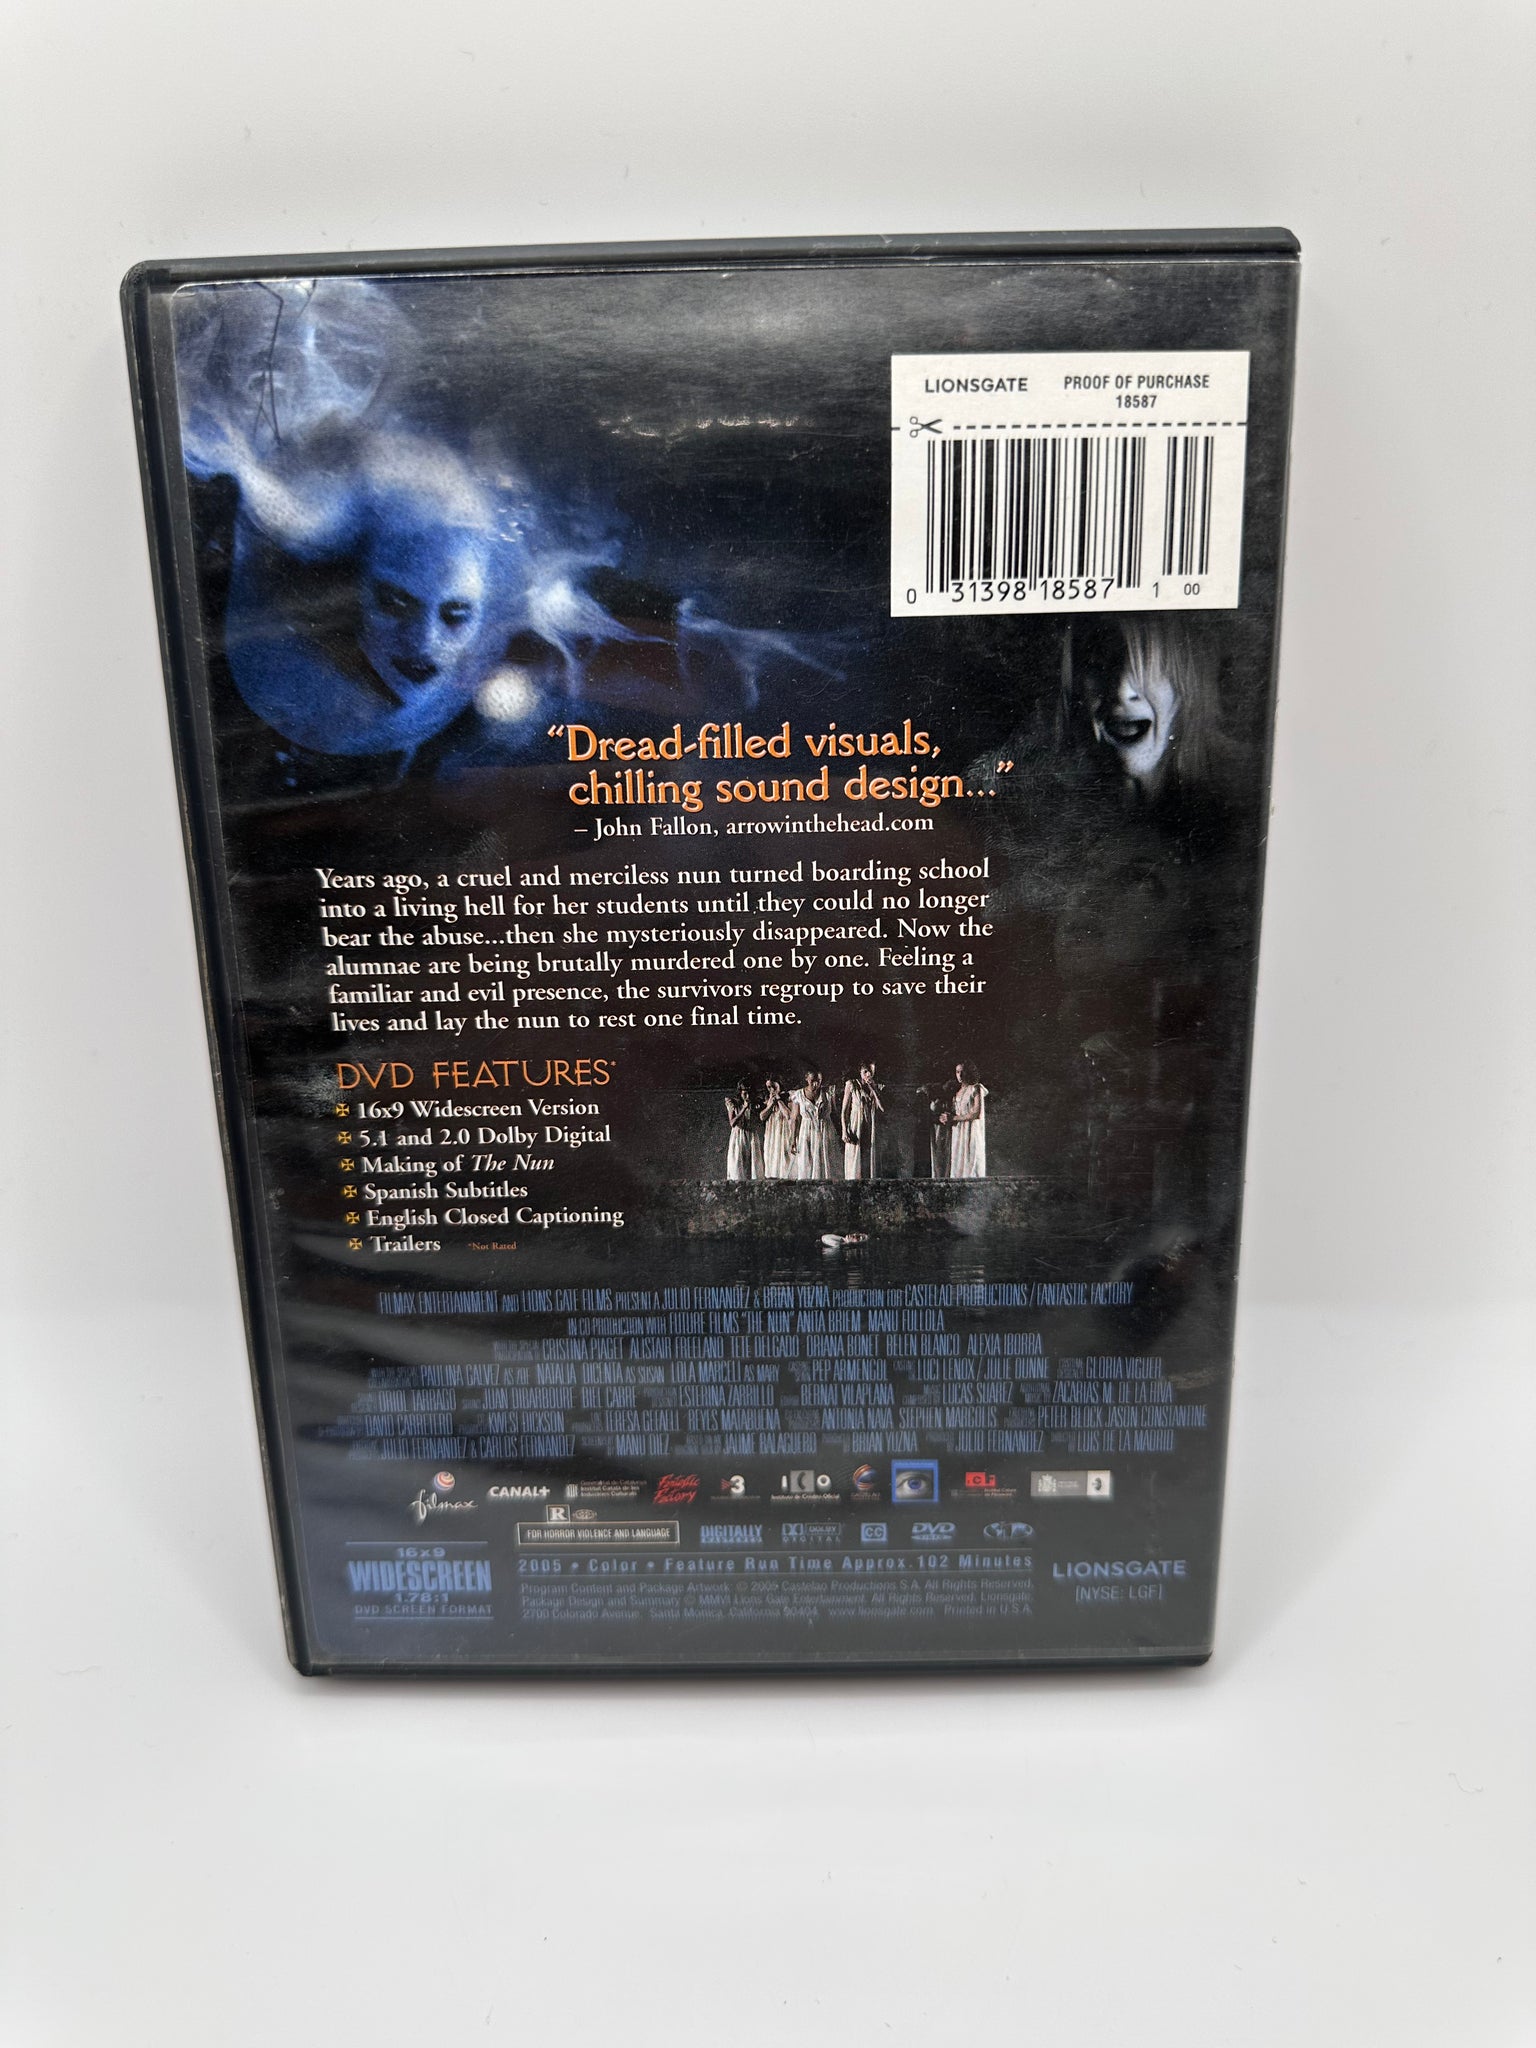 LIONSGATE PROOF OF PURCHASE
18587
0 31398 18587 1 00
“Dread-filled visuals,
chilling sound design...”
– John Fallon, arrowinthehead.com
Years ago, a cruel and merciless nun turned boarding school
into a living hell for her students until they could no longer
bear the abuse...then she mysteriously disappeared. Now the
alumnae are being brutally murdered one by one. Feeling a
familiar and evil presence, the survivors regroup to save their
lives and lay the nun to rest one final time.
DVD FEATURES*
16x9 Widescreen Version
5.1 and 2.0 Dolby Digital
Making of The Nun
Spanish Subtitles
English Closed Captioning
Trailers *Not Rated
FILMAX ENTERTAINMENT AND LIONS GATE FILMS PRESENT A JULIO FERNANDEZ & BRIAN YUZNA PRODUCTION FOR CASTELAO PRODUCTIONS / FANTASTIC FACTORY
IN CO PRODUCTION WITH FUTURE FILMS "THE NUN" ANITA BRIEM MANU FULLOLA
CRISTINA PIAGET ALISTAIR FREELAND TETE DELGADO ORIANA BONET BELEN BLANCO ALEXIA IBORRA
PAULINA GALVEZ AS ZOE NATALIA DICENTA AS SUSAN LOLA MARCELI AS MARY PEP ARMENGOL LUCI LENOX / JULIE DUNNE GLORIA VIGUER
ORIOL TARRAGO JUAN DIBARBOURE BIEL CABRE ESTERINA ZARRILLO BERNAT VILAPLANA LUCAS SUAREZ ZACARIAS M. DE LA RIVA
DAVID CARRETERO KWESI DICKSON TERESA GEFAELL REYES MATABUENA ANTONIA NAVA STEPHEN MARGOLIS PETER BLOCK JASON CONSTANTINE
JULIO FERNANDEZ & CARLOS FERNANDEZ MANU DIEZ JAUME BALAGUERO BRIAN YUZNA JULIO FERNANDEZ LUIS DE LA MADRID
filmax CANAL+ Fantastic Factory 3 ICO
R
FOR HORROR VIOLENCE AND LANGUAGE DIGITALLY MASTERED DOLBY DIGITAL CC DVD VIDEO
16x9
WIDESCREEN
1.78:1
DVD SCREEN FORMAT
2005 • Color • Feature Run Time Approx. 102 Minutes
Program Content and Package Artwork © 2005 Castelao Productions S.A. All Rights Reserved.
Package Design and Summary © MMVI Lions Gate Entertainment. All Rights Reserved. Lionsgate,
2700 Colorado Avenue, Santa Monica, California 90404. www.lionsgate.com Printed in U.S.A.
LIONSGATE
[NYSE: LGF]